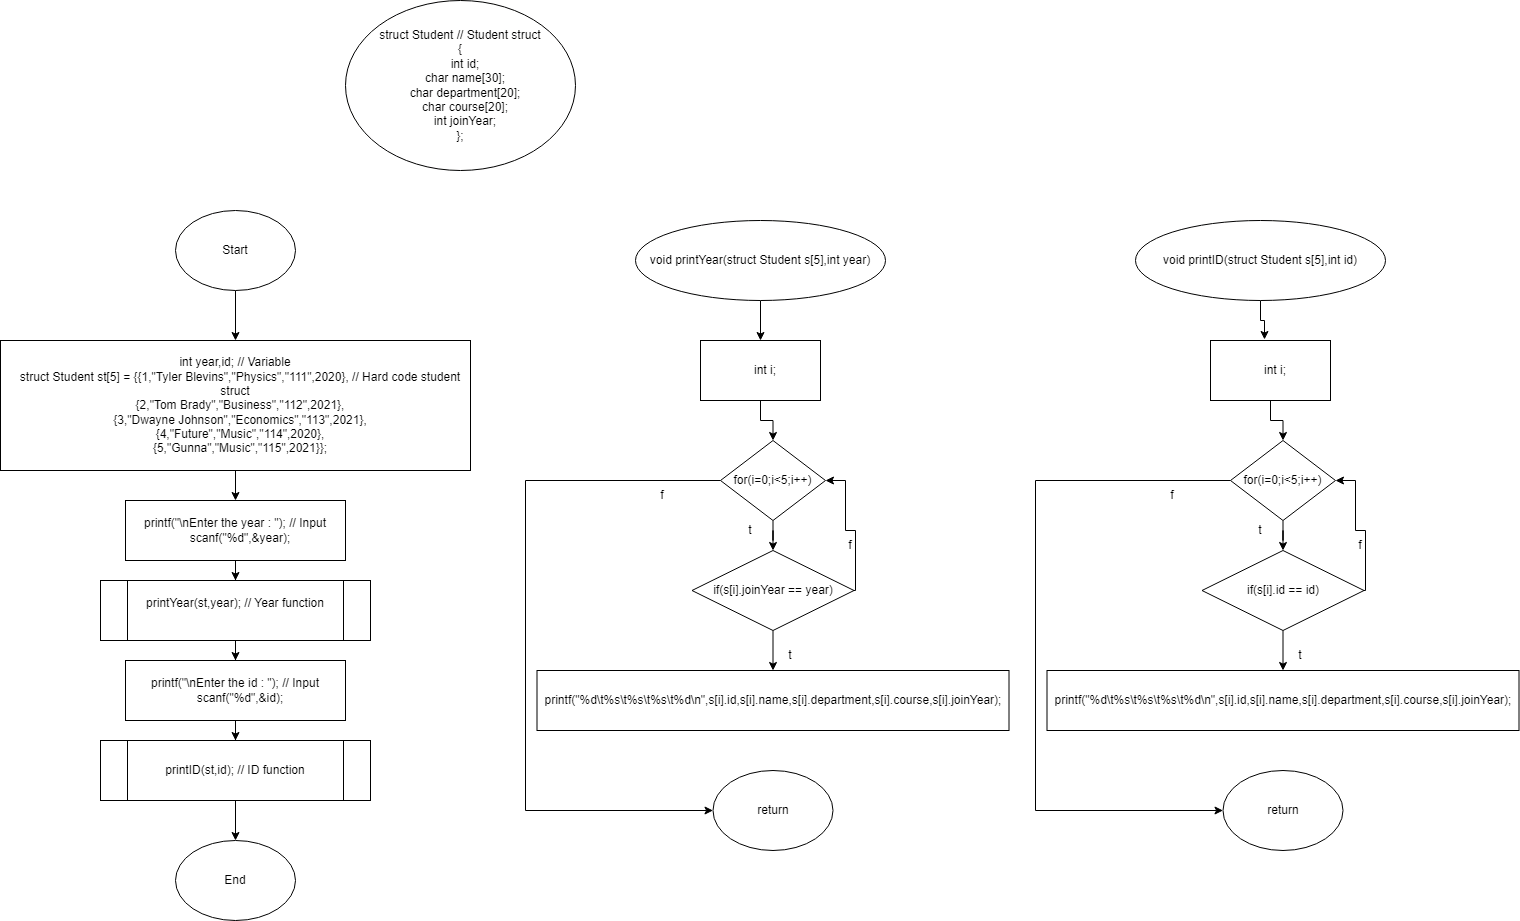 struct Student // Student struct
{
int id;
char name[30];
char department[20];
char course[20];
int joinYear;
};
Start
int year,id; // Variable
struct Student st[5] = {{1,"Tyler Blevins","Physics","111",2020}, // Hard code student
struct
{2,"Tom Brady","Business","112",2021},
{3,"Dwayne Johnson","Economics","113",2021},
{4,"Future","Music","114",2020},
{5,"Gunna","Music","115",2021}};
printf("\nEnter the year : "); // Input
scanf("%d",&year);
printYear(st,year); // Year function
printf("\nEnter the id : "); // Input
scanf("%d",&id);
printID(st,id); // ID function
End
void printYear(struct Student s[5],int year)
int i;
for(i=0;i<5;i++)
f
t
f
if(s[i].joinYear == year)
t
printf("%d\t%s\t%s\t%s\t%d\n",s[i].id,s[i].name,s[i].department,s[i].course,s[i].joinYear);
return
void printID(struct Student s[5],int id)
int i;
for(i=0;i<5;i++)
f
t
f
if(s[i].id == id)
t
printf("%d\t%s\t%s\t%s\t%d\n",s[i].id,s[i].name,s[i].department,s[i].course,s[i].joinYear);
return